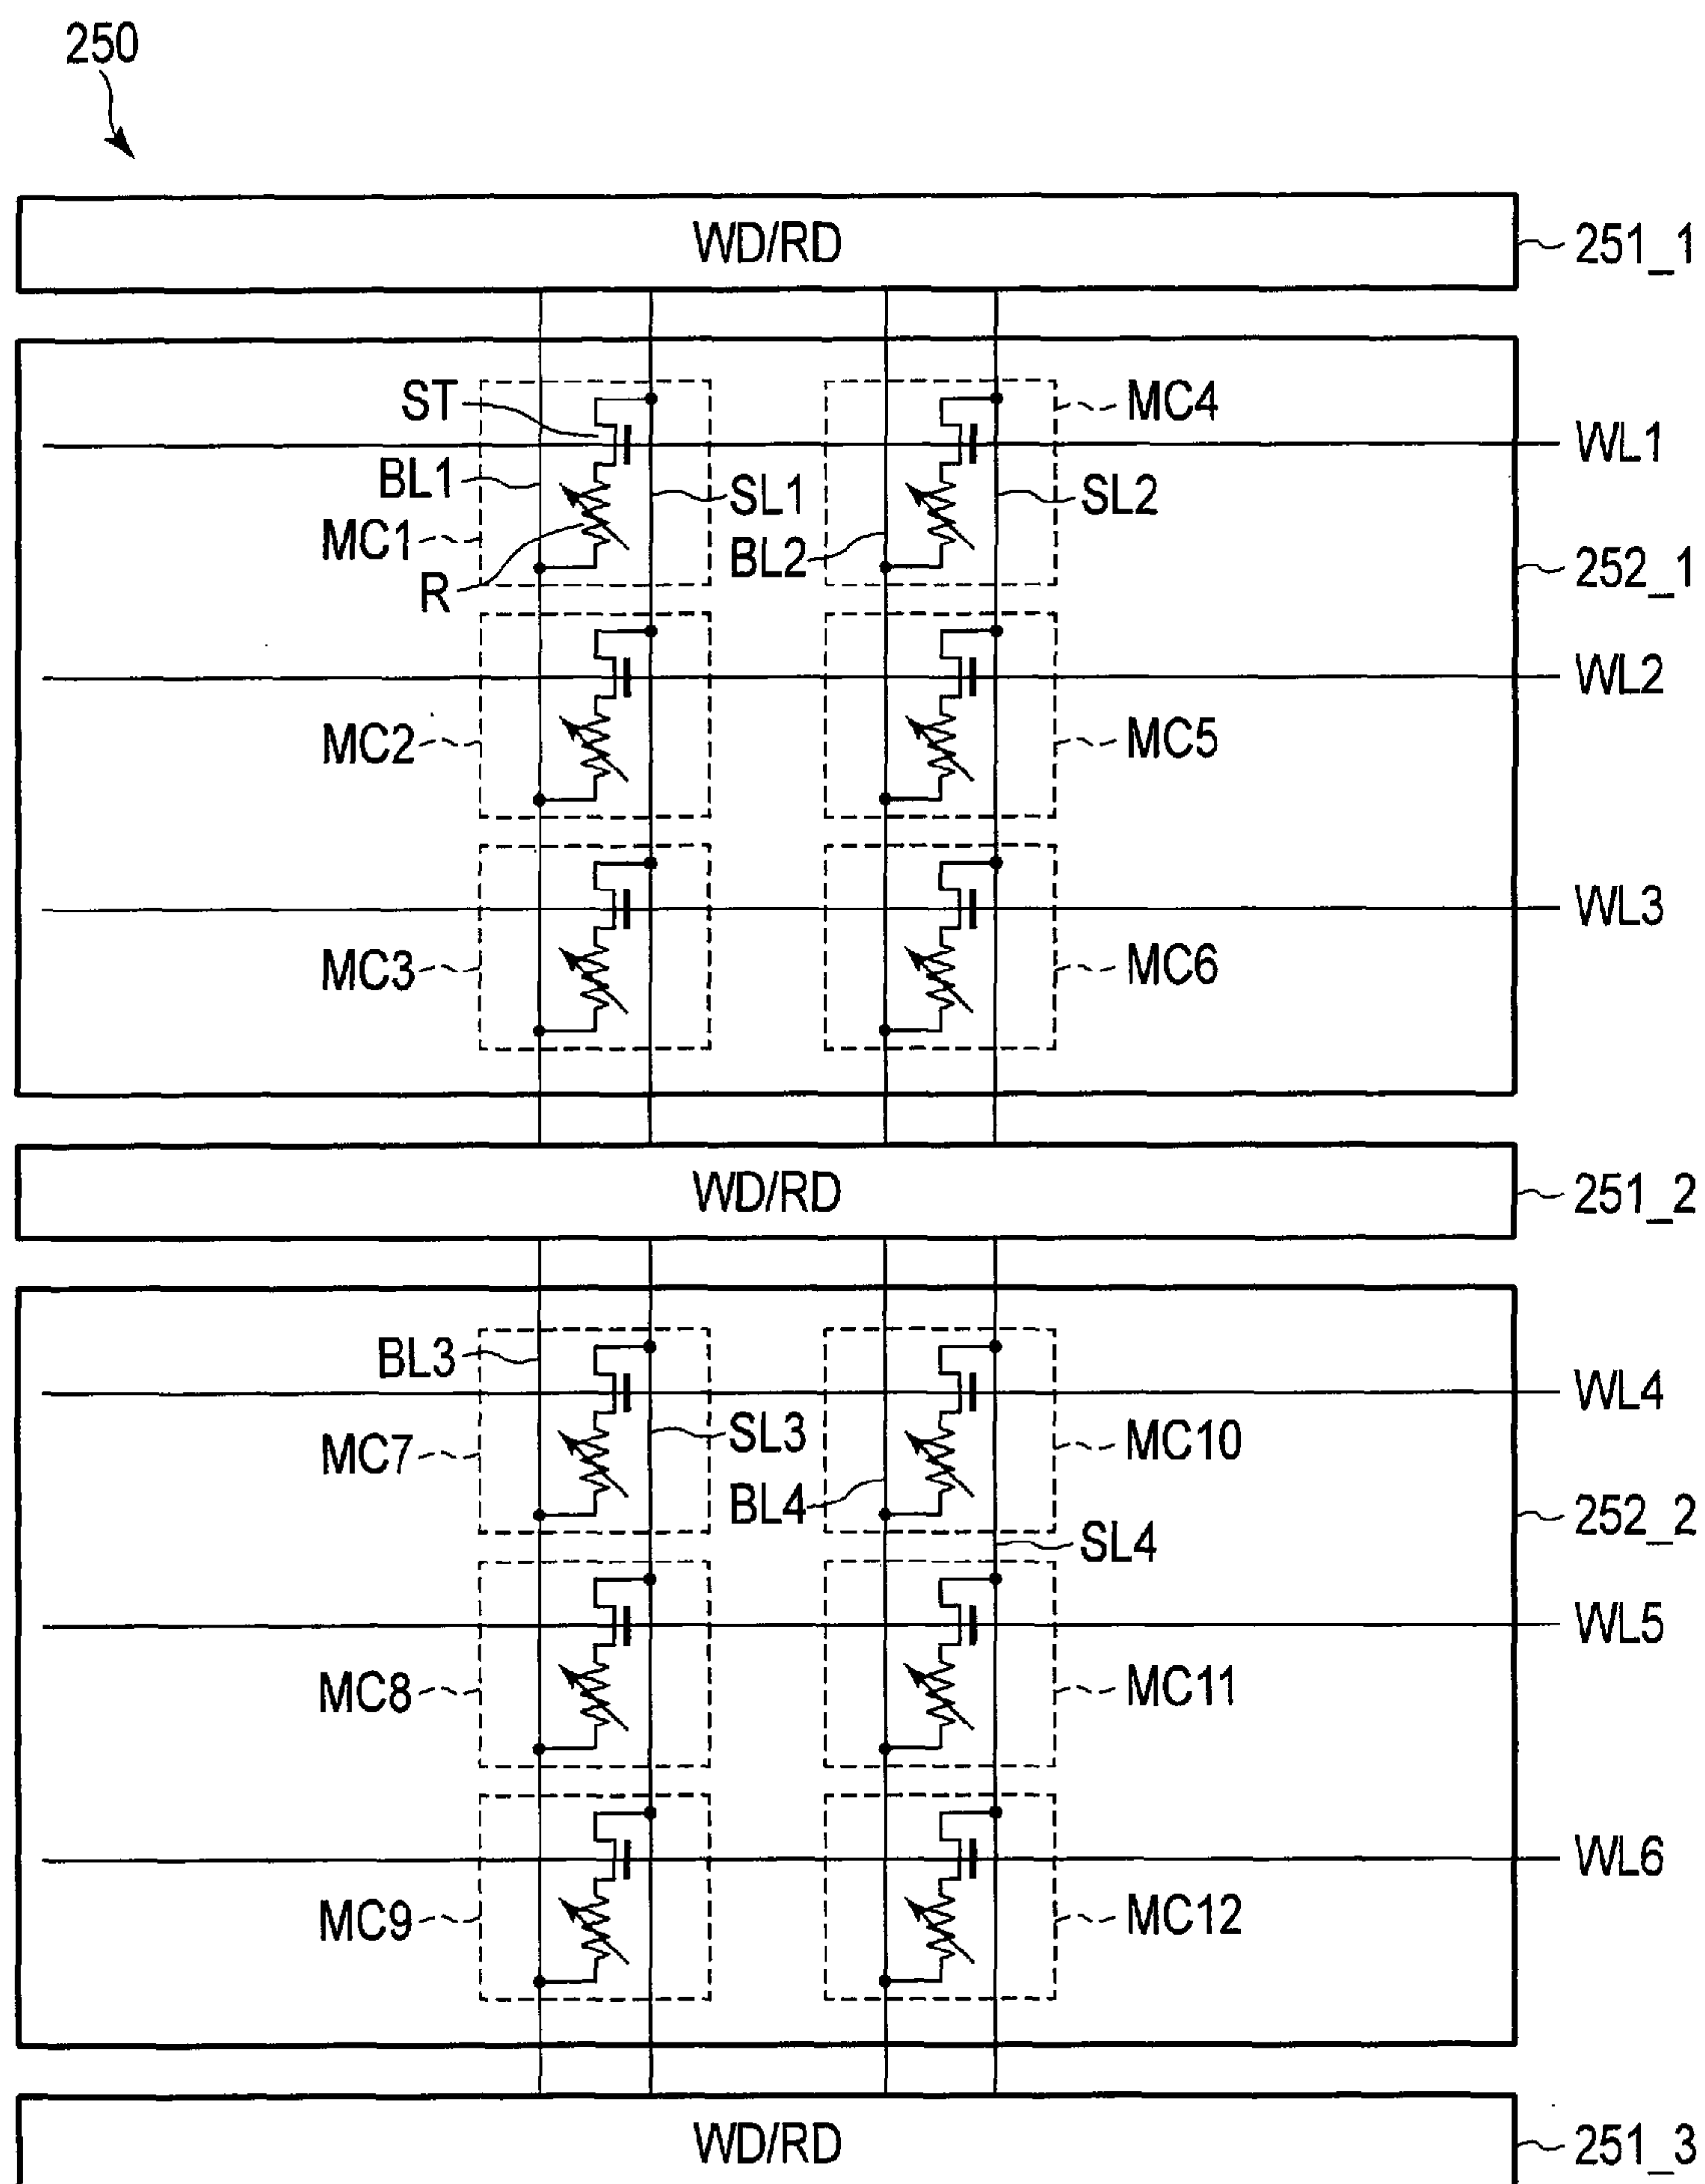 250
WD/RD
251_1
ST
MC4
WL1
BL1
SL1
SL2
MC1
BL2
252_1
R
WL2
MC2
MC5
WL3
MC3
MC6
WD/RD
251_2
BL3
WL4
SL3
MC7
MC10
BL4
252_2
SL4
WL5
MC8
MC11
WL6
MC9
MC12
WD/RD
251_3